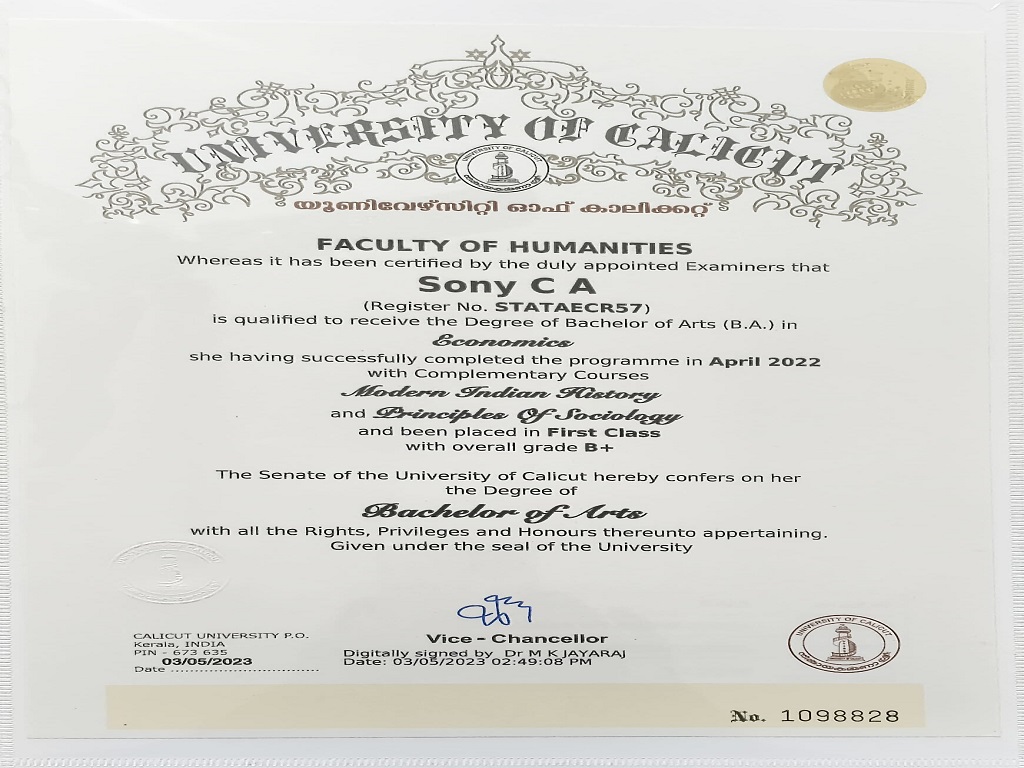 UNIVERSITY OF CALICUT
UNIVERSITY OF CALICUT
യൂണിവേഴ്സിറ്റി ഓഫ് കാലിക്കറ്റ്
FACULTY OF HUMANITIES
Whereas it has been certified by the duly appointed Examiners that
Sony C A
(Register No. STATAECR57)
is qualified to receive the Degree of Bachelor of Arts (B.A.) in
Economics
she having successfully completed the programme in April 2022
with Complementary Courses
Modern Indian History
and Principles Of Sociology
and been placed in First Class
with overall grade B+
The Senate of the University of Calicut hereby confers on her
the Degree of
Bachelor of Arts
with all the Rights, Privileges and Honours thereunto appertaining.
Given under the seal of the University
Vice - Chancellor
Digitally signed by Dr M K JAYARAJ
Date: 03/05/2023 02:49:08 PM
CALICUT UNIVERSITY P.O.
Kerala, INDIA
PIN - 673 635
03/05/2023
Date ..............................
UNIVERSITY OF CALICUT
No. 1098828